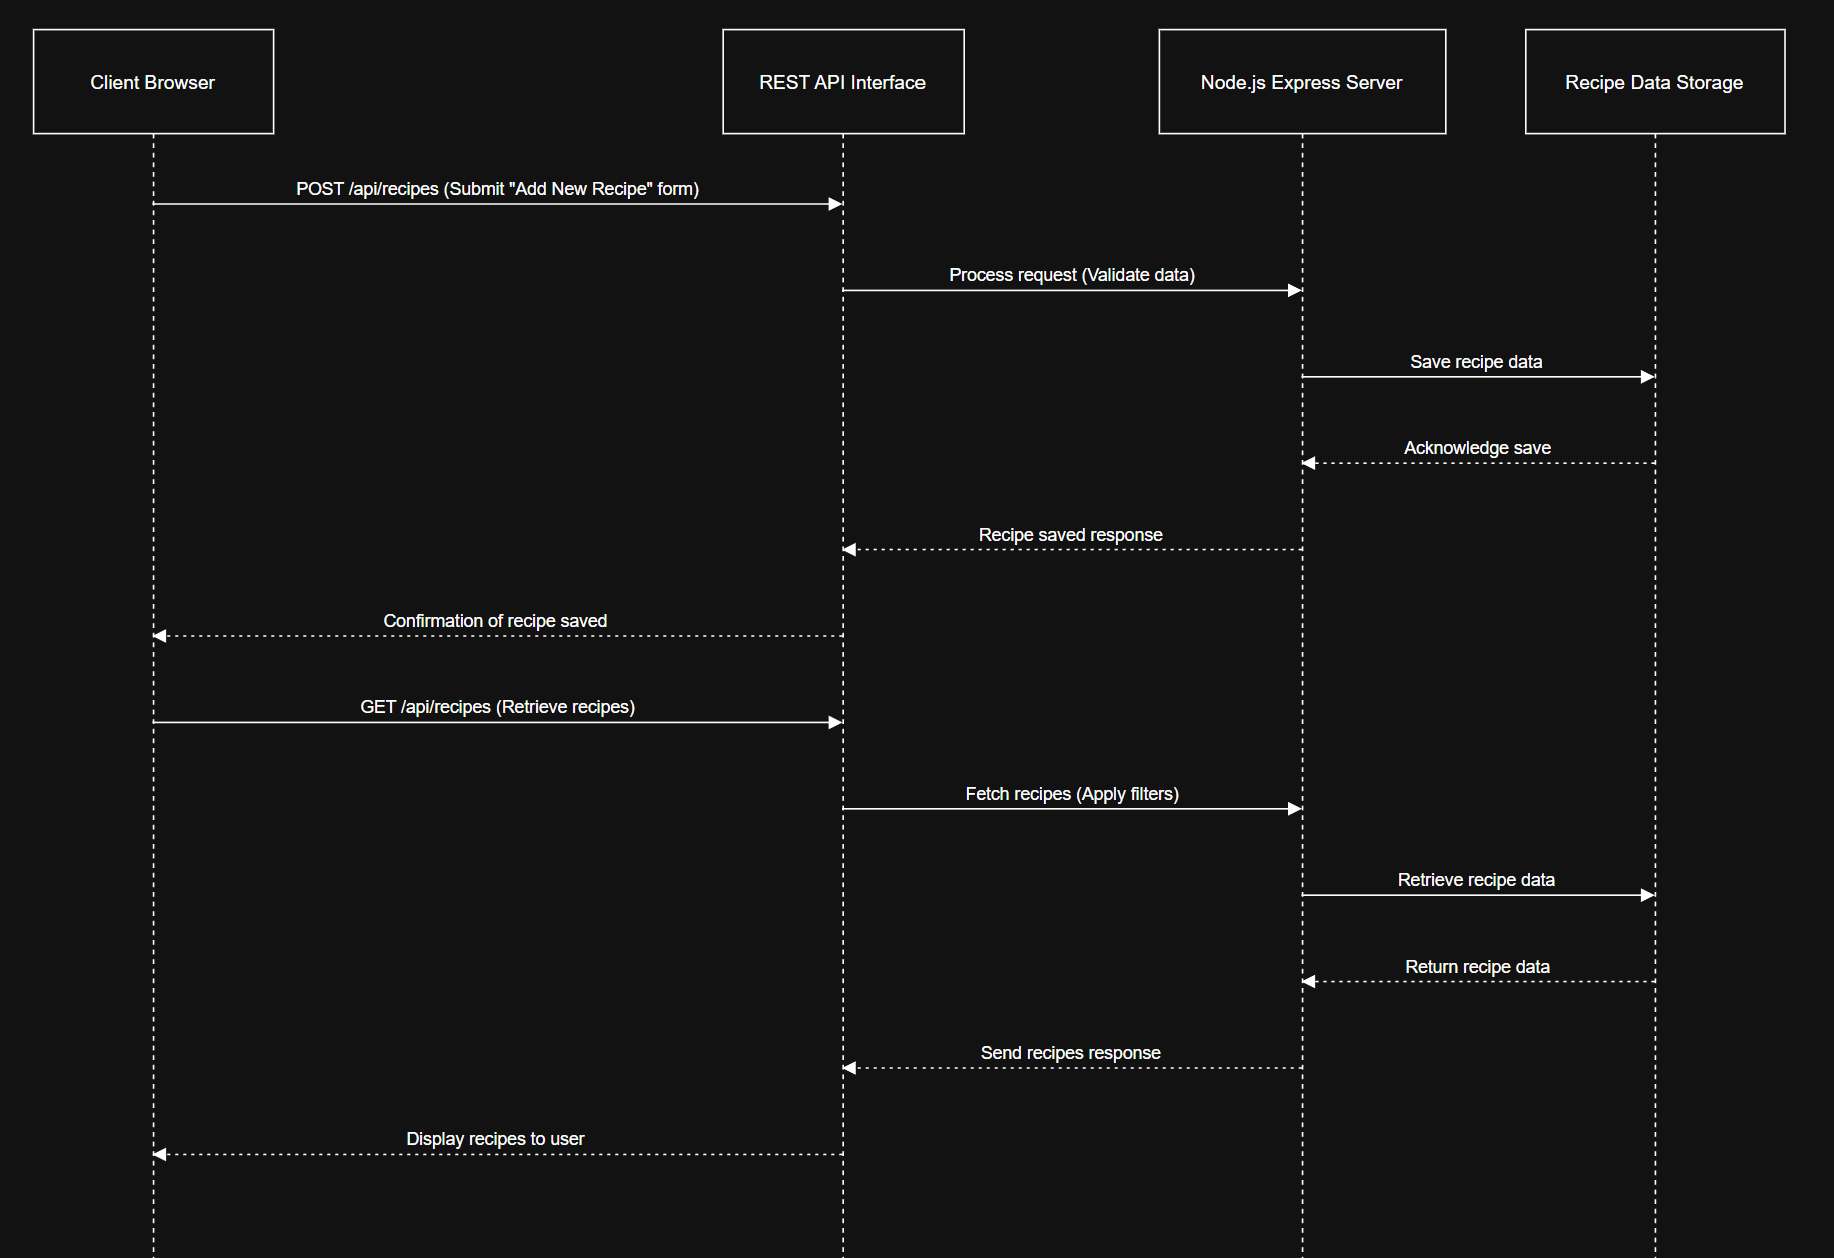 Client Browser
REST API Interface
Node.js Express Server
Recipe Data Storage
POST /api/recipes (Submit "Add New Recipe" form)
Process request (Validate data)
Save recipe data
Acknowledge save
Recipe saved response
Confirmation of recipe saved
GET /api/recipes (Retrieve recipes)
Fetch recipes (Apply filters)
Retrieve recipe data
Return recipe data
Send recipes response
Display recipes to user